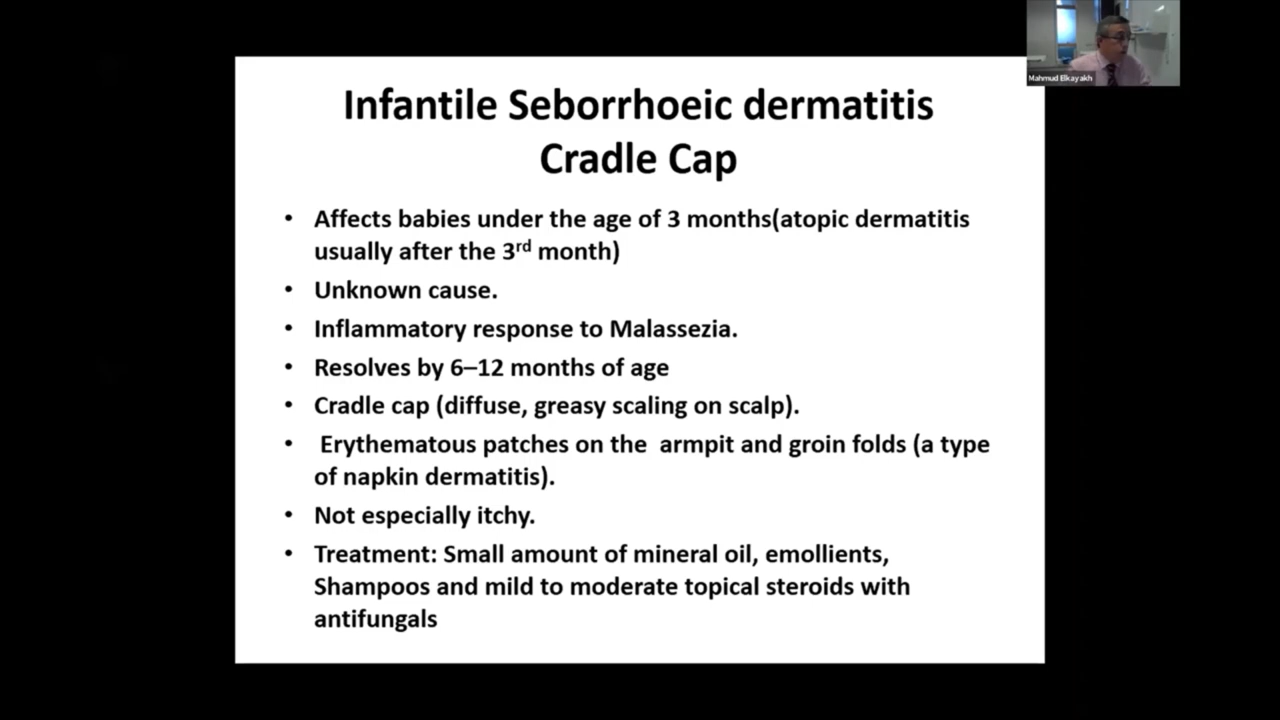 Mahmud Elkayakh
Infantile Seborrhoeic dermatitis
Cradle Cap
• Affects babies under the age of 3 months(atopic dermatitis
usually after the 3rd month)
• Unknown cause.
• Inflammatory response to Malassezia.
• Resolves by 6–12 months of age
• Cradle cap (diffuse, greasy scaling on scalp).
• Erythematous patches on the armpit and groin folds (a type
of napkin dermatitis).
• Not especially itchy.
• Treatment: Small amount of mineral oil, emollients,
Shampoos and mild to moderate topical steroids with
antifungals